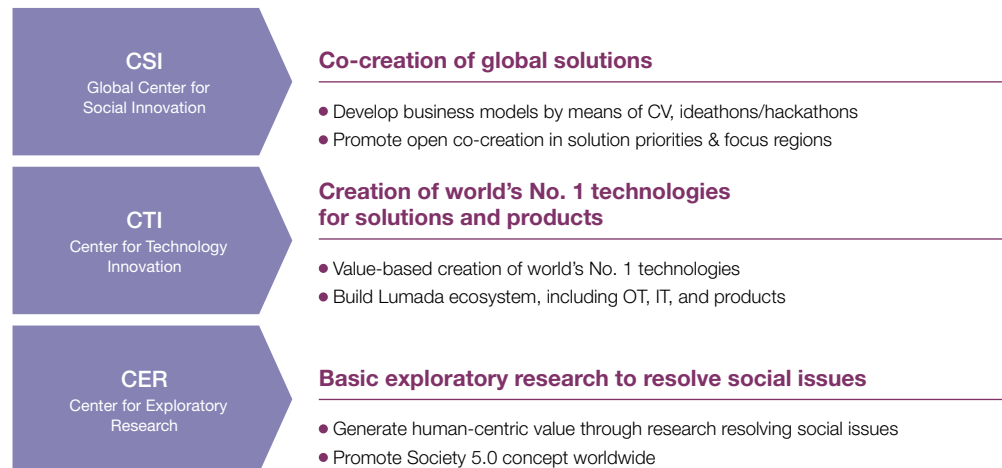 CSI
Global Center for
Social Innovation
Co-creation of global solutions
● Develop business models by means of CV, ideathons/hackathons
● Promote open co-creation in solution priorities & focus regions
CTI
Center for Technology
Innovation
Creation of world's No. 1 technologies
for solutions and products
● Value-based creation of world's No. 1 technologies
● Build Lumada ecosystem, including OT, IT, and products
CER
Center for Exploratory
Research
Basic exploratory research to resolve social issues
● Generate human-centric value through research resolving social issues
● Promote Society 5.0 concept worldwide